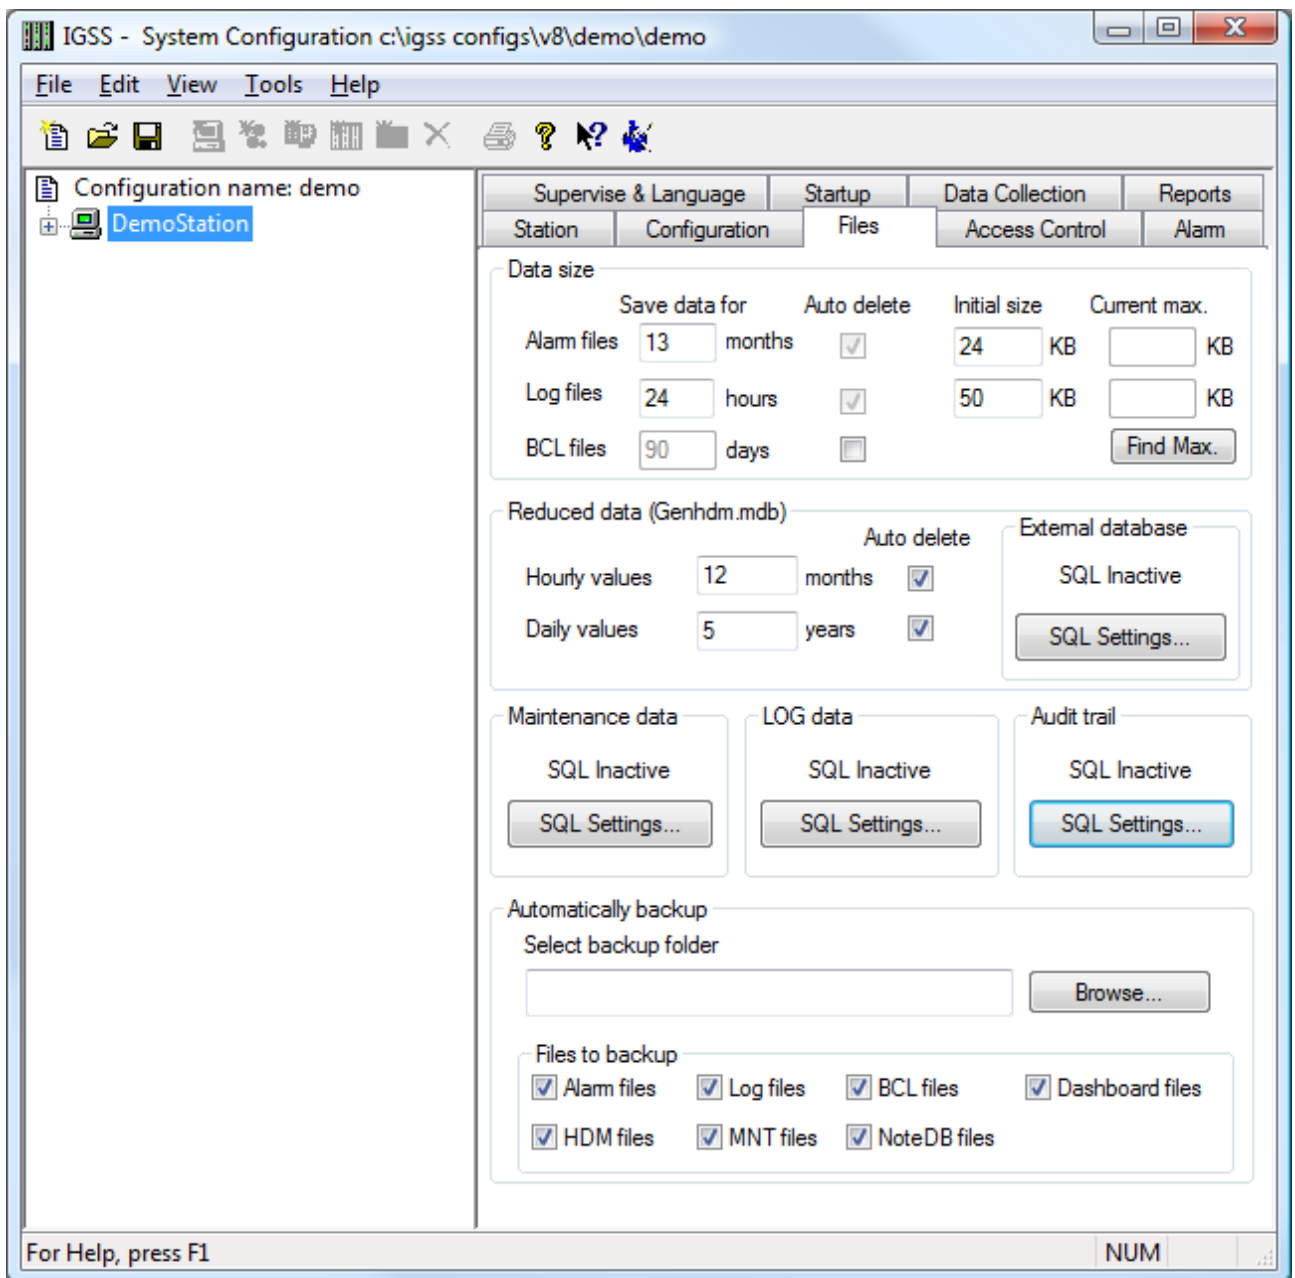 IGSS - System Configuration c:\igss configs\v8\demo\demo
File Edit View Tools Help
Configuration name: demo
DemoStation
Supervise & Language Startup Data Collection Reports
Station Configuration Files Access Control Alarm
Data size
Save data for Auto delete Initial size Current max.
Alarm files 13 months 24 KB KB
Log files 24 hours 50 KB KB
BCL files 90 days Find Max.
Reduced data (Genhdm.mdb)
Auto delete External database
Hourly values 12 months SQL Inactive
Daily values 5 years SQL Settings...
Maintenance data LOG data Audit trail
SQL Inactive SQL Inactive SQL Inactive
SQL Settings... SQL Settings... SQL Settings...
Automatically backup
Select backup folder
Browse...
Files to backup
Alarm files Log files BCL files Dashboard files
HDM files MNT files NoteDB files
For Help, press F1 NUM